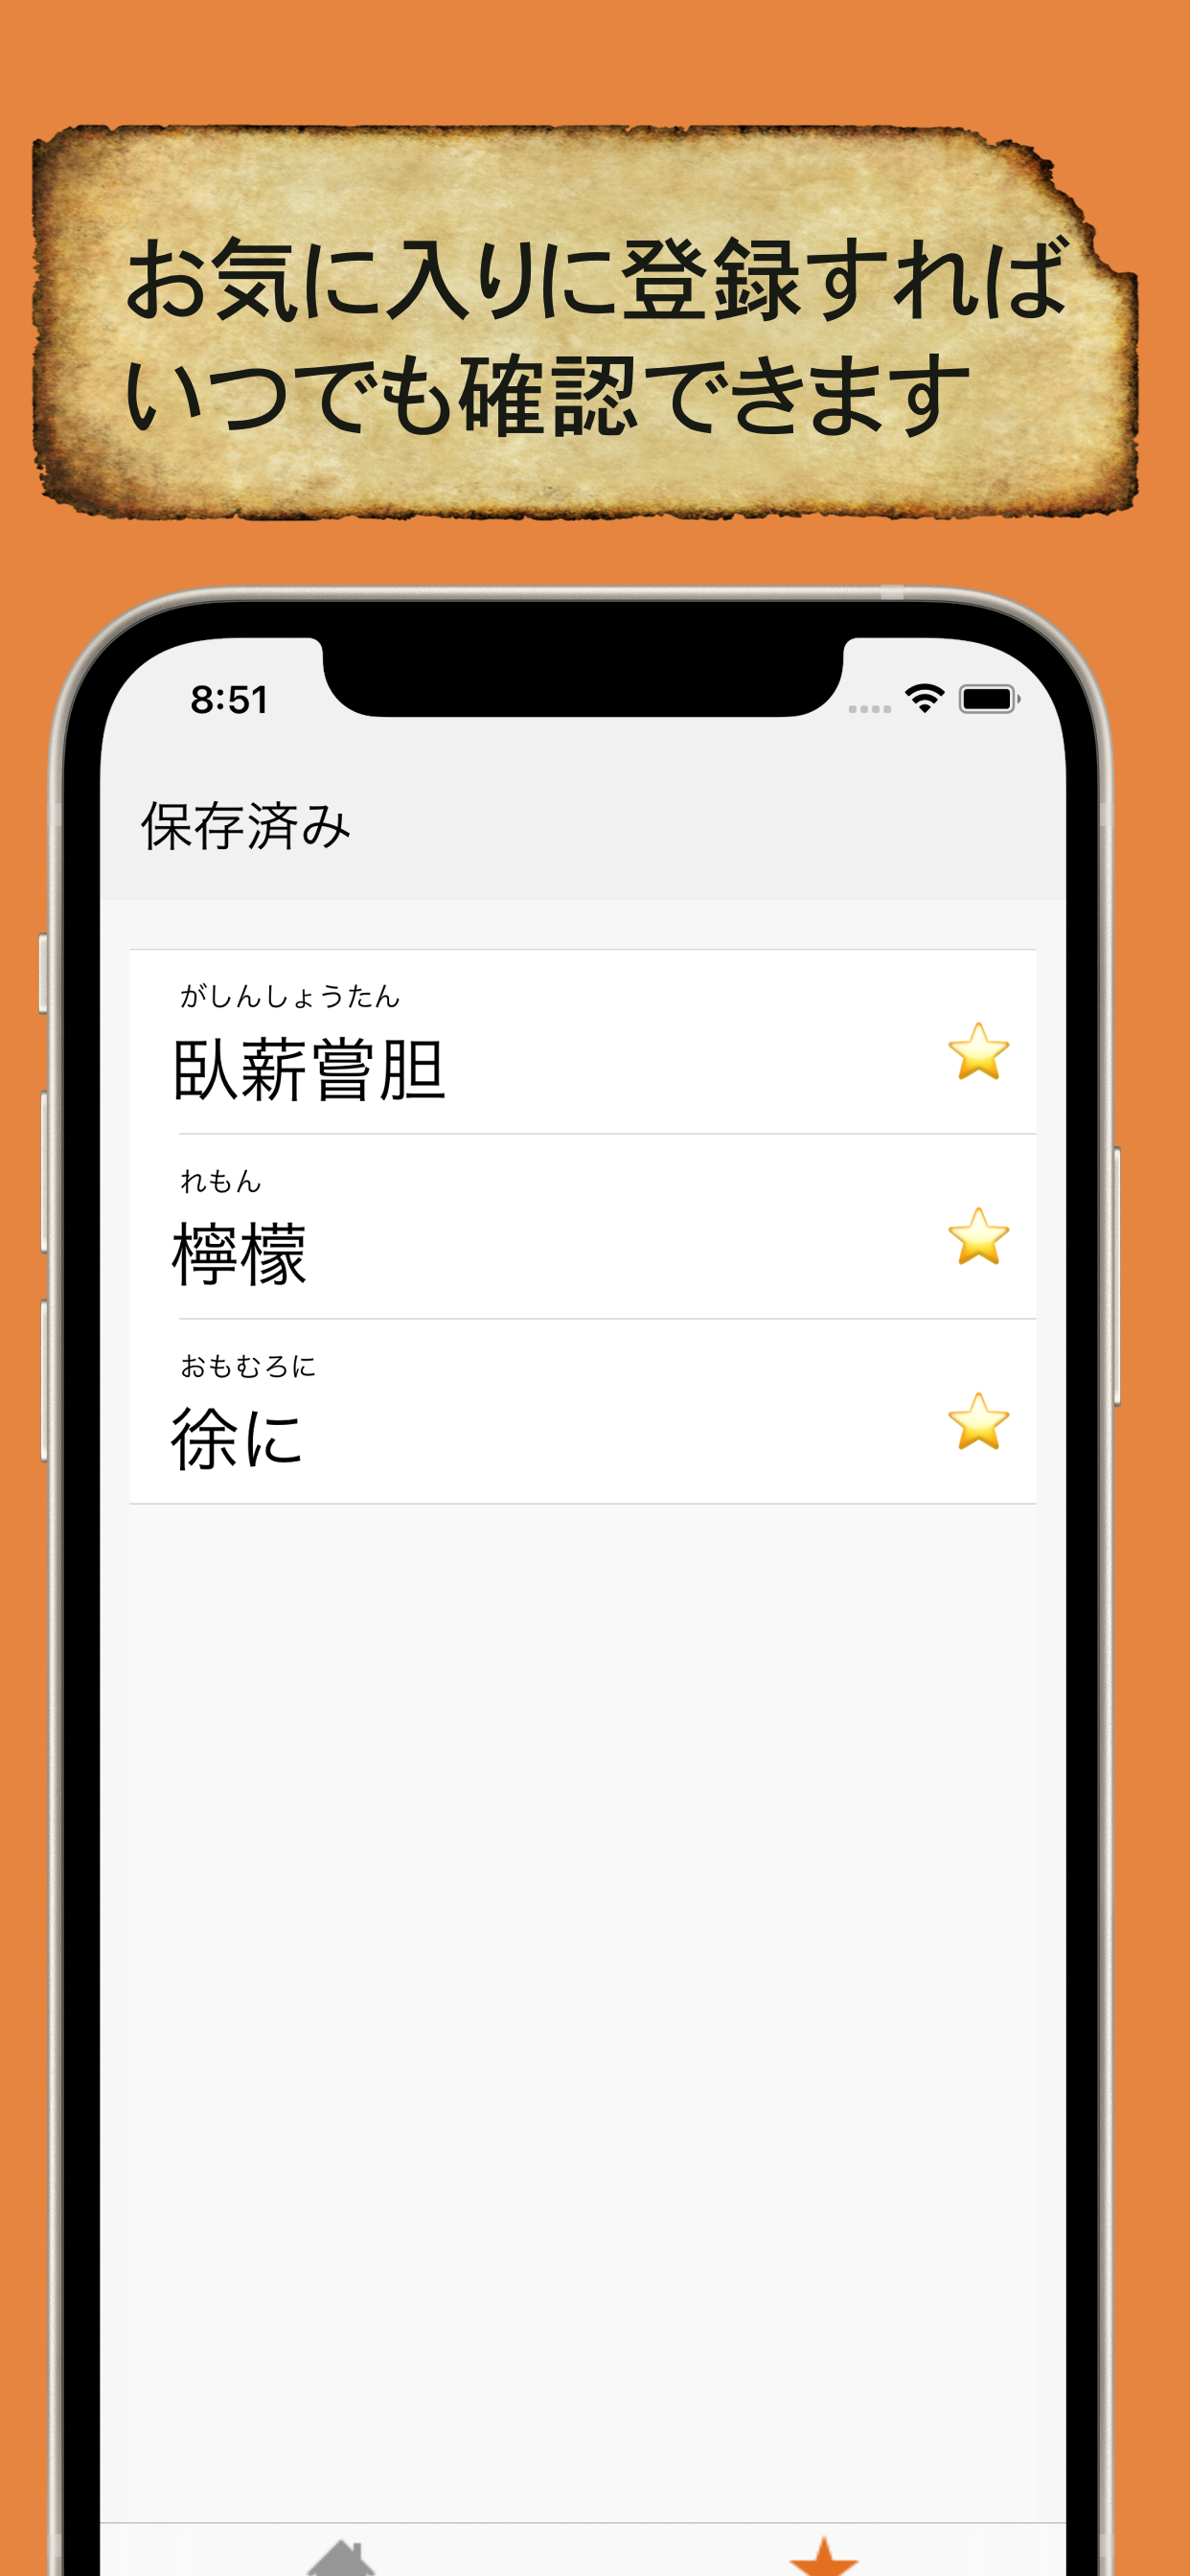 お気に入りに登録すれば
いつでも確認できます
8:51
保存済み
がしんしょうたん
臥薪嘗胆
れもん
檸檬
おもむろに
徐に